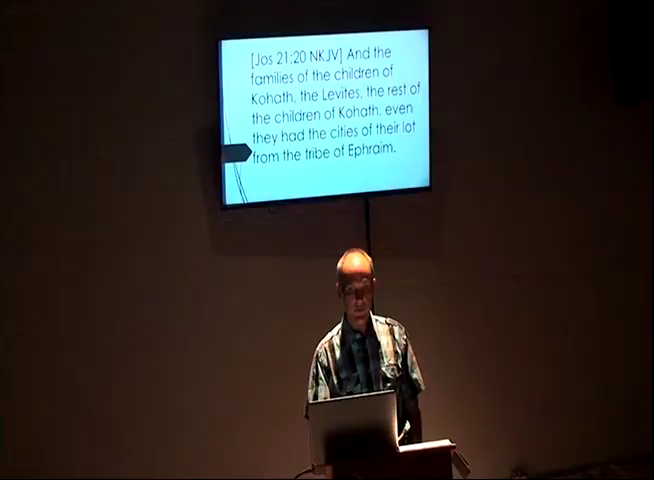 [Jos 21:20 NKJV] And the
families of the children of
Kohath, the Levites, the rest of
the children of Kohath, even
they had the cities of their lot
from the tribe of Ephraim.